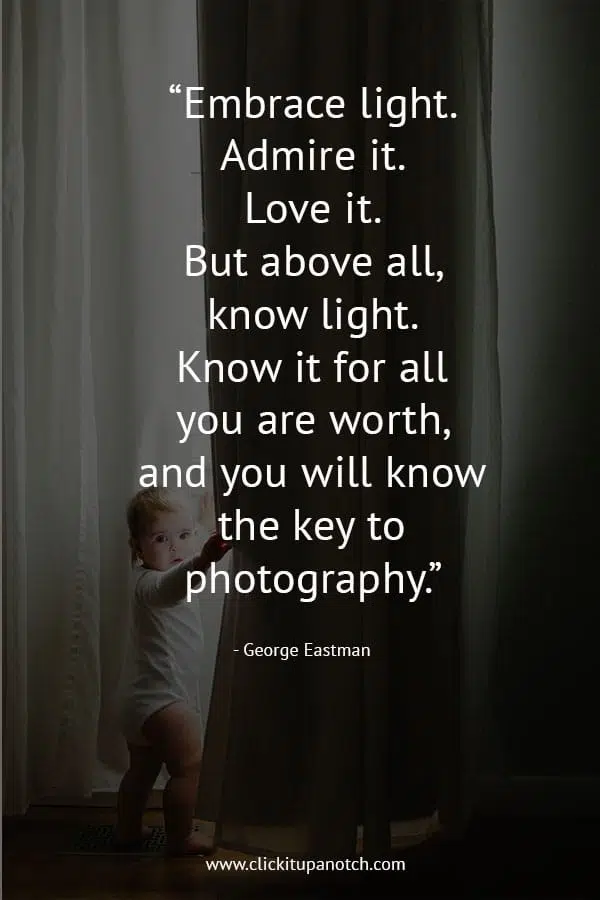 “Embrace light.
Admire it.
Love it.
But above all,
know light.
Know it for all
you are worth,
and you will know
the key to
photography.”
- George Eastman
www.clickitupanotch.com